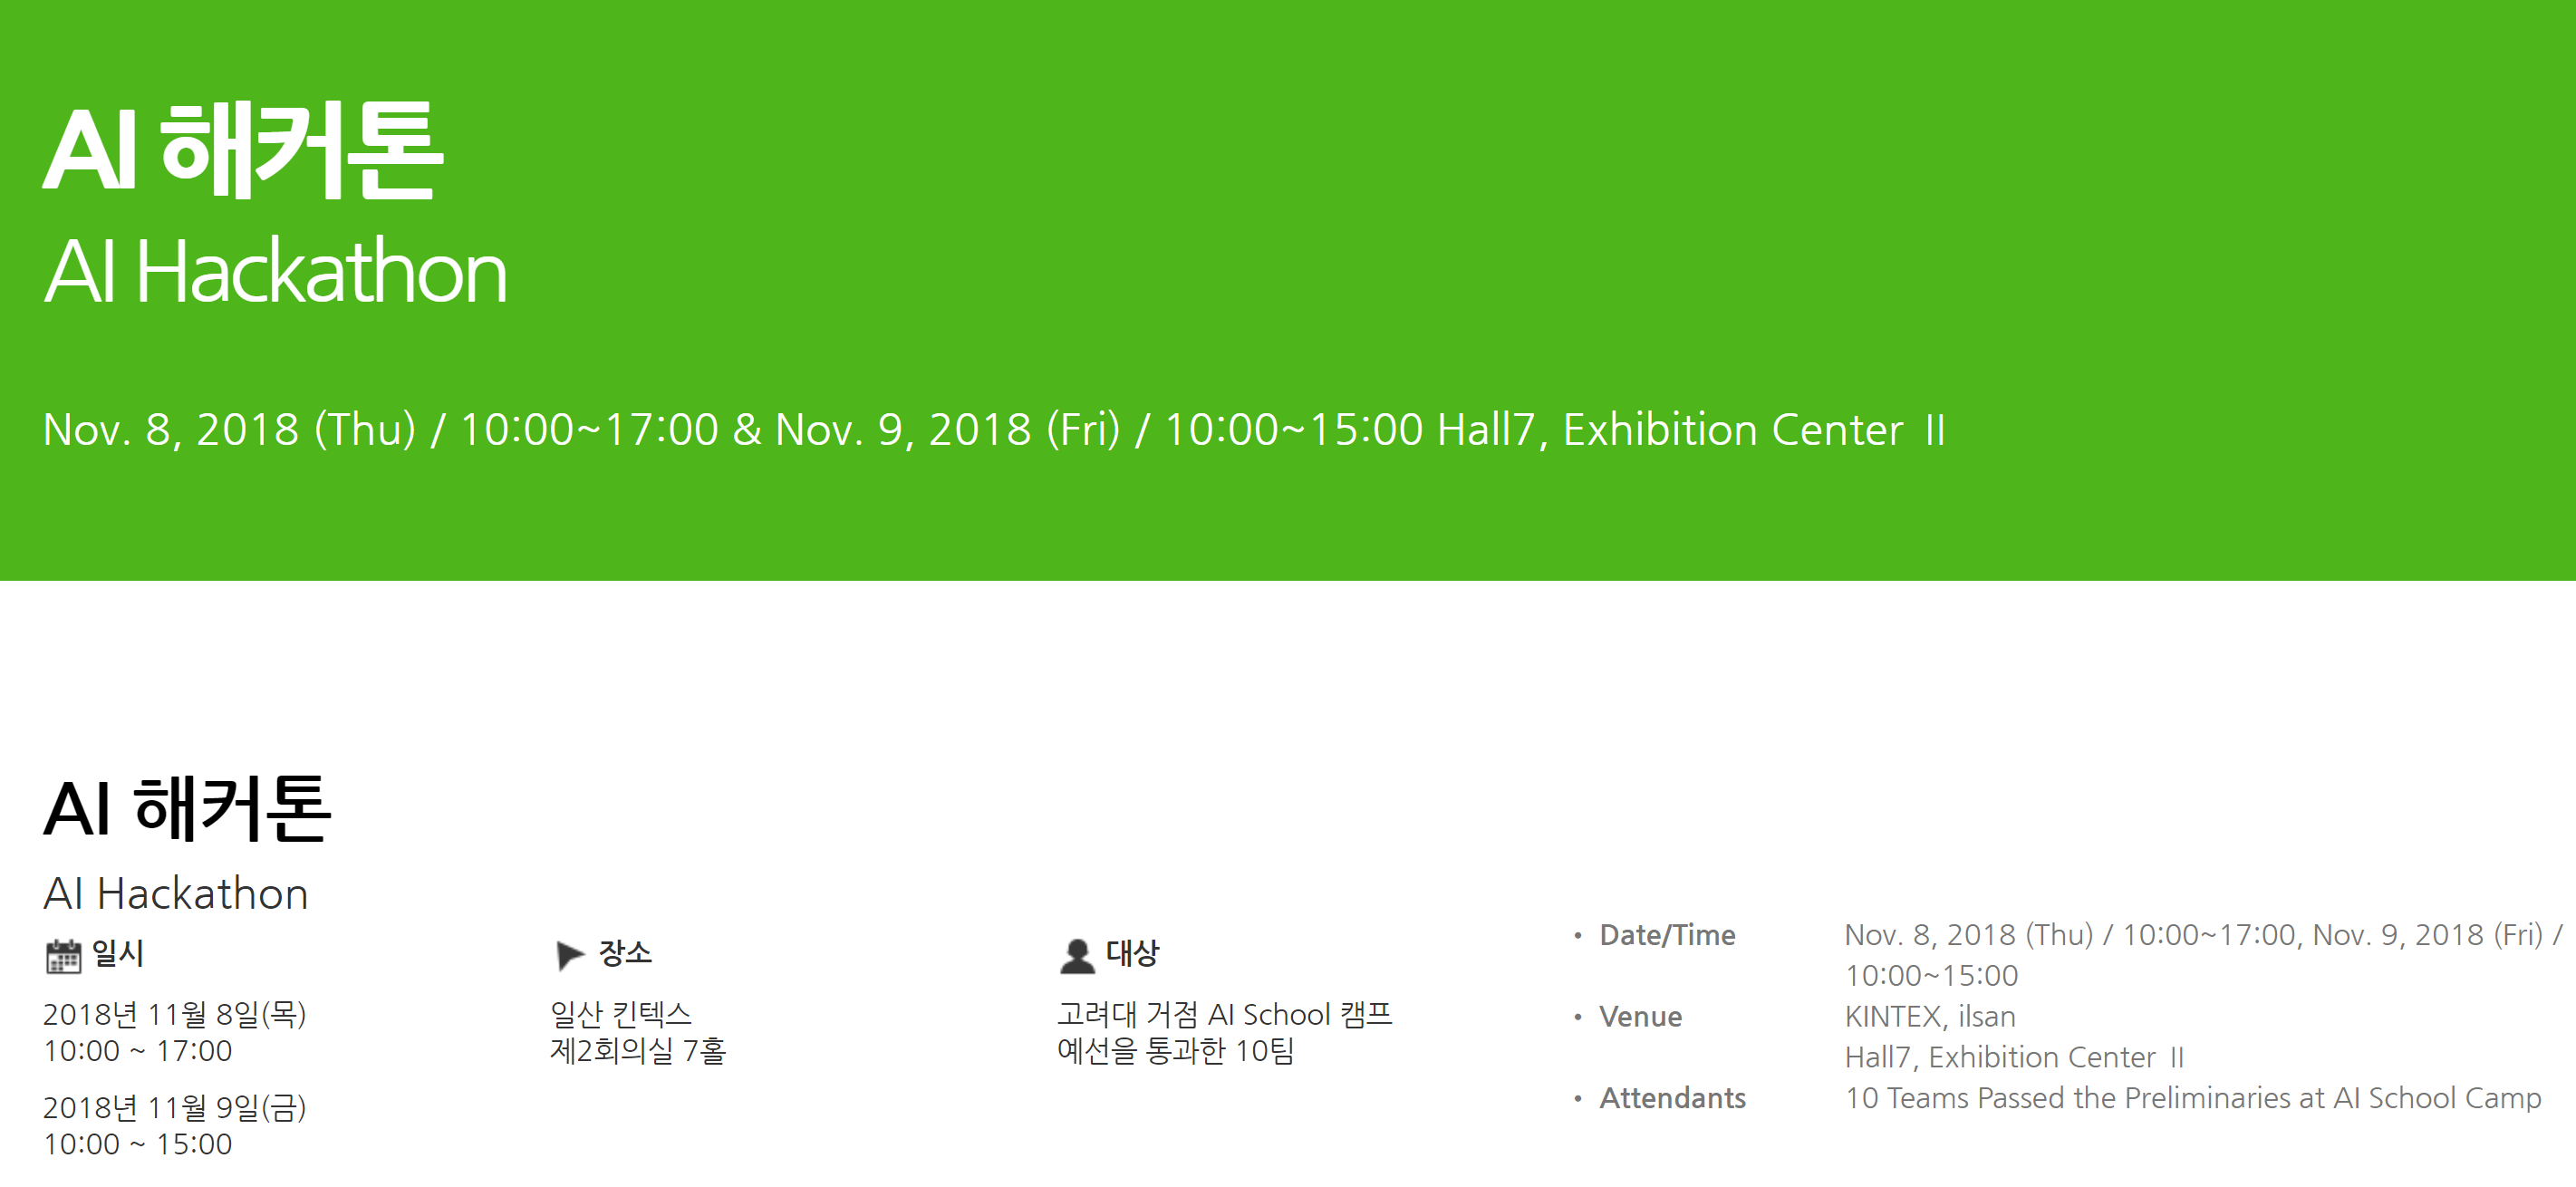 AI 해커톤
AI Hackathon
Nov. 8, 2018 (Thu) / 10:00~17:00 & Nov. 9, 2018 (Fri) / 10:00~15:00 Hall7, Exhibition Center Ⅱ
AI 해커톤
AI Hackathon
일시
2018년 11월 8일(목)
10:00 ~ 17:00
2018년 11월 9일(금)
10:00 ~ 15:00
장소
일산 킨텍스
제2회의실 7홀
대상
고려대 거점 AI School 캠프
예선을 통과한 10팀
• Date/Time Nov. 8, 2018 (Thu) / 10:00~17:00, Nov. 9, 2018 (Fri) /
10:00~15:00
• Venue KINTEX, ilsan
Hall7, Exhibition Center Ⅱ
• Attendants 10 Teams Passed the Preliminaries at AI School Camp